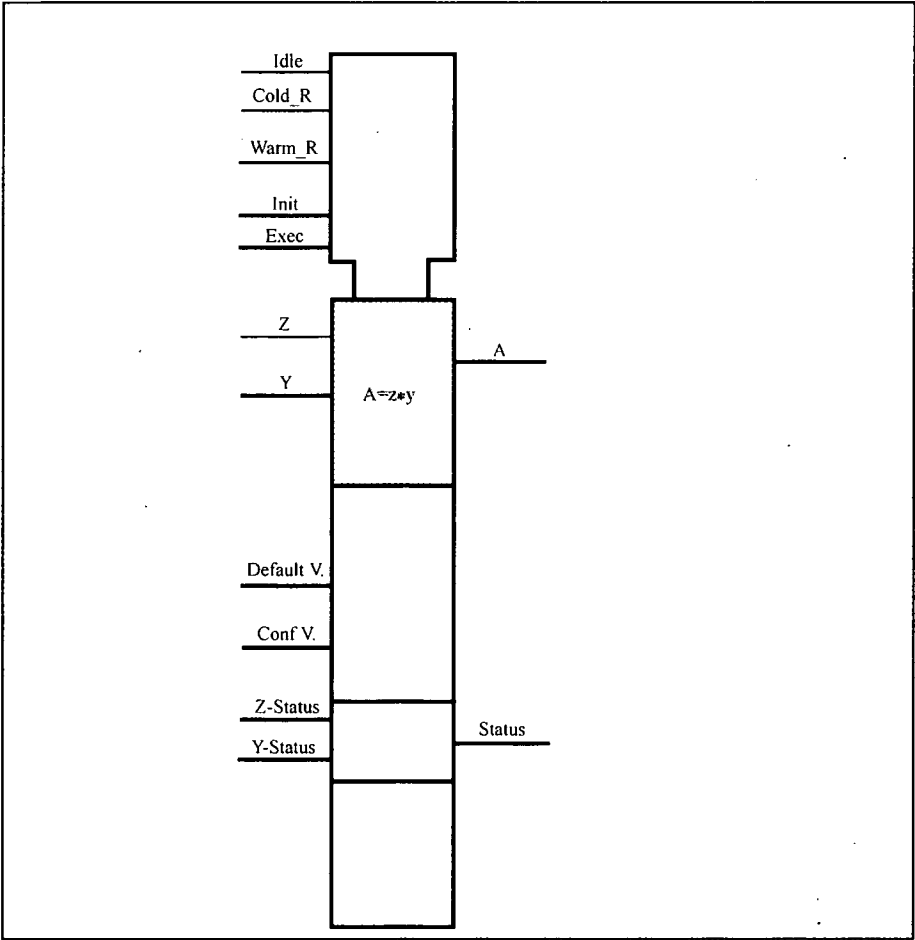 Idle
Cold_R
Warm_R
Init
Exec
Z
A
Y
A=z*y
Default V.
Conf V.
Z-Status
Status
Y-Status